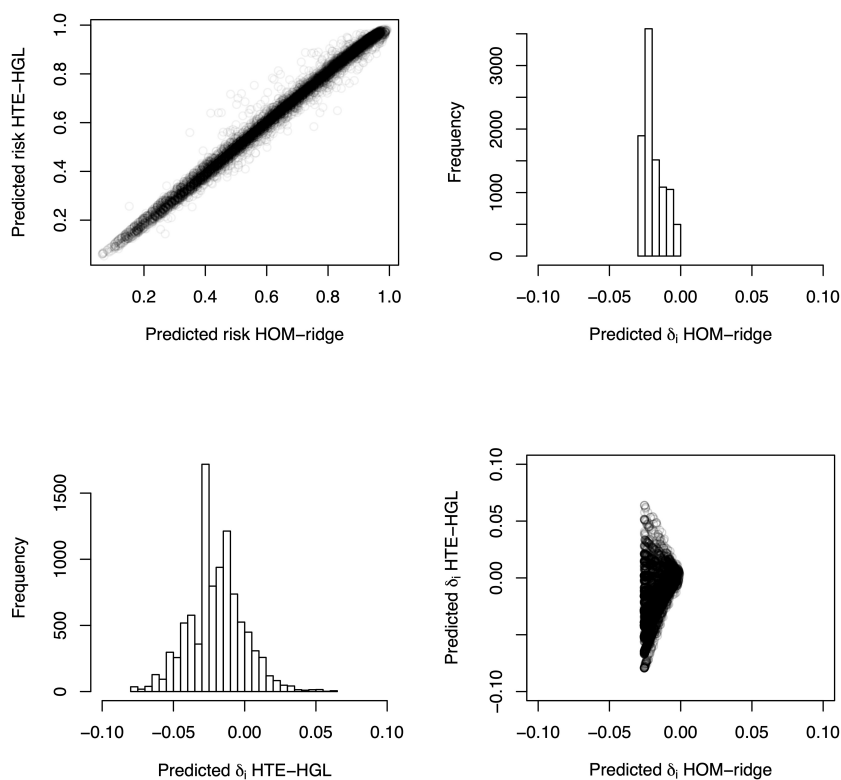 Predicted risk HTE−HGL
0.2 0.4 0.6 0.8 1.0
0.2 0.4 0.6 0.8 1.0
Predicted risk HOM−ridge
Frequency
0 1000 2000 3000
−0.10 −0.05 0.00 0.05 0.10
Predicted δi HOM−ridge
Frequency
0 500 1000 1500
−0.10 −0.05 0.00 0.05 0.10
Predicted δi HTE−HGL
Predicted δi HTE−HGL
−0.10 0.00 0.05 0.10
−0.10 −0.05 0.00 0.05 0.10
Predicted δi HOM−ridge